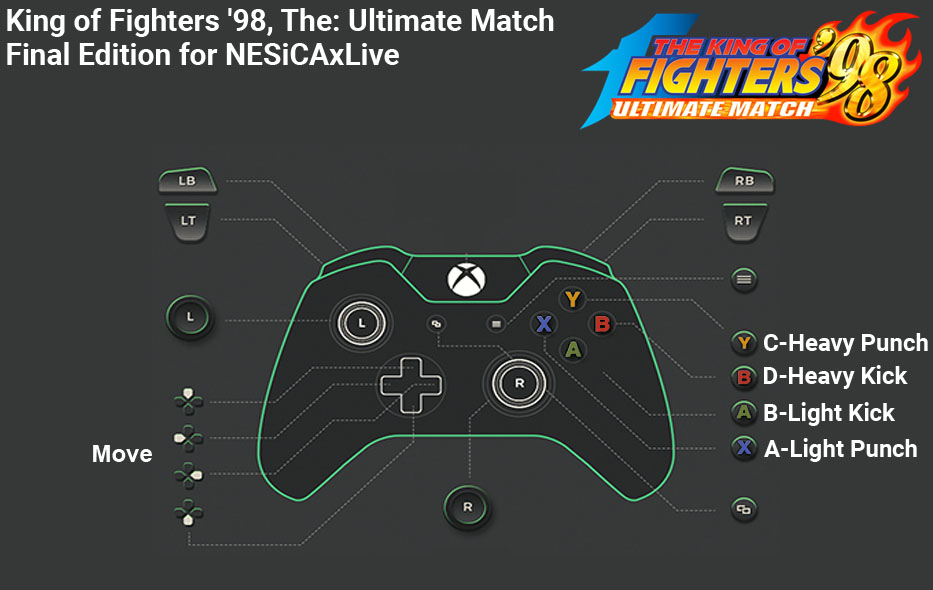 King of Fighters '98, The: Ultimate Match
Final Edition for NESiCAxLive
THE KING OF
FIGHTERS '98
ULTIMATE MATCH
LB
RB
LT
RT
Y
L
L
X
B
A
Y C-Heavy Punch
R
B D-Heavy Kick
A B-Light Kick
Move
X A-Light Punch
R